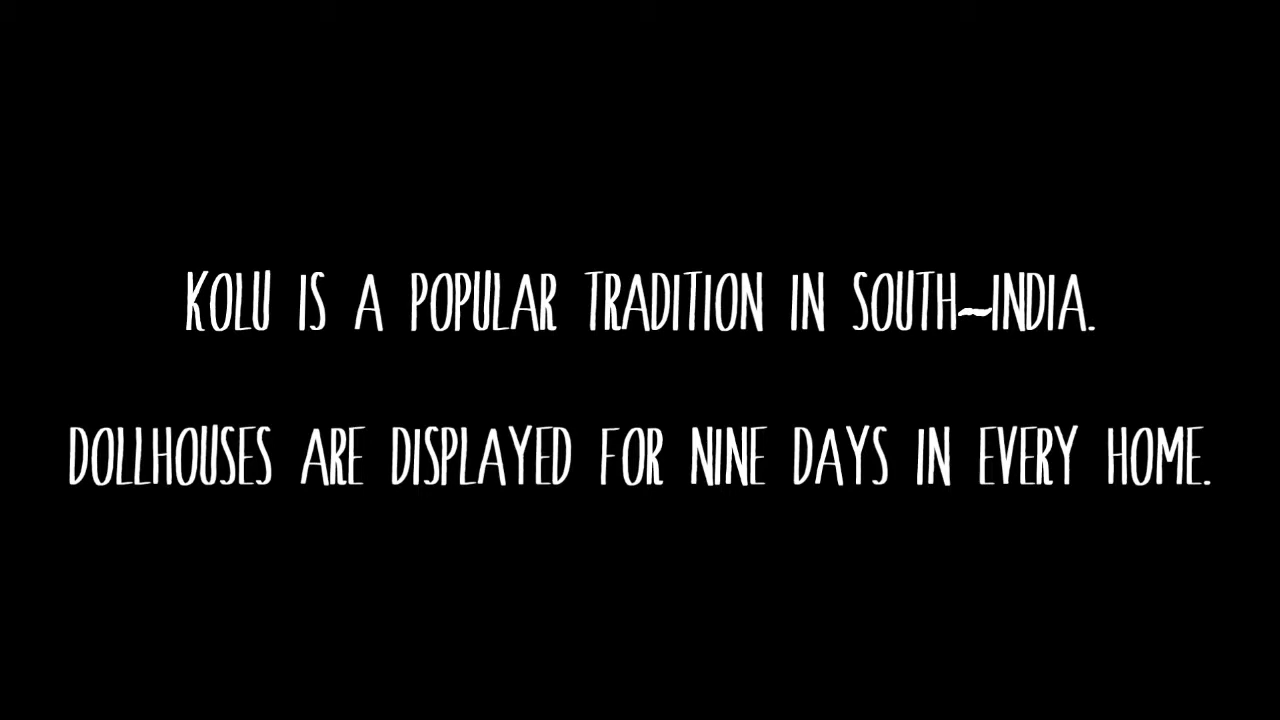 KOLU IS A POPULAR TRADITION IN SOUTH-INDIA.
DOLLHOUSES ARE DISPLAYED FOR NINE DAYS IN EVERY HOME.